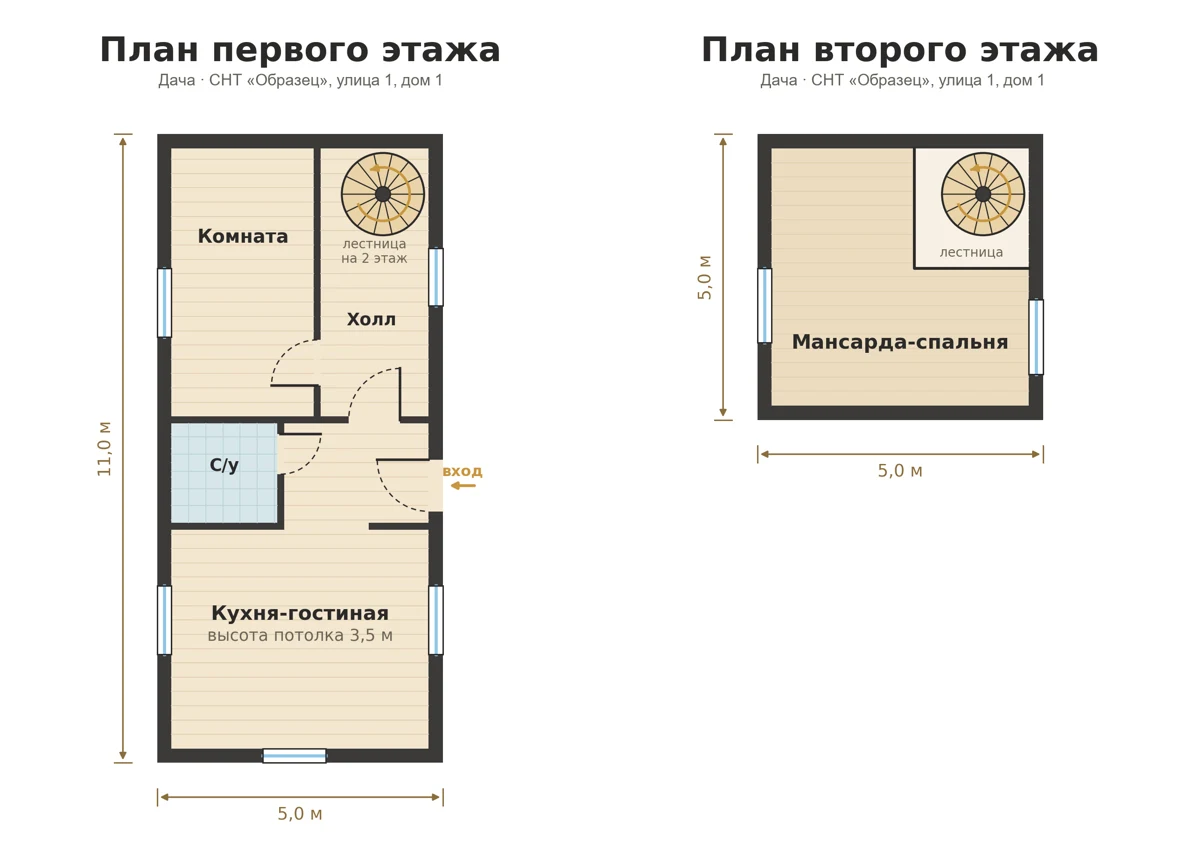 План первого этажа
Дача · СНТ «Образец», улица 1, дом 1
11,0 м
Комната
лестница
на 2 этаж
Холл
С/у
вход
Кухня-гостиная
высота потолка 3,5 м
5,0 м
План второго этажа
Дача · СНТ «Образец», улица 1, дом 1
5,0 м
лестница
Мансарда-спальня
5,0 м